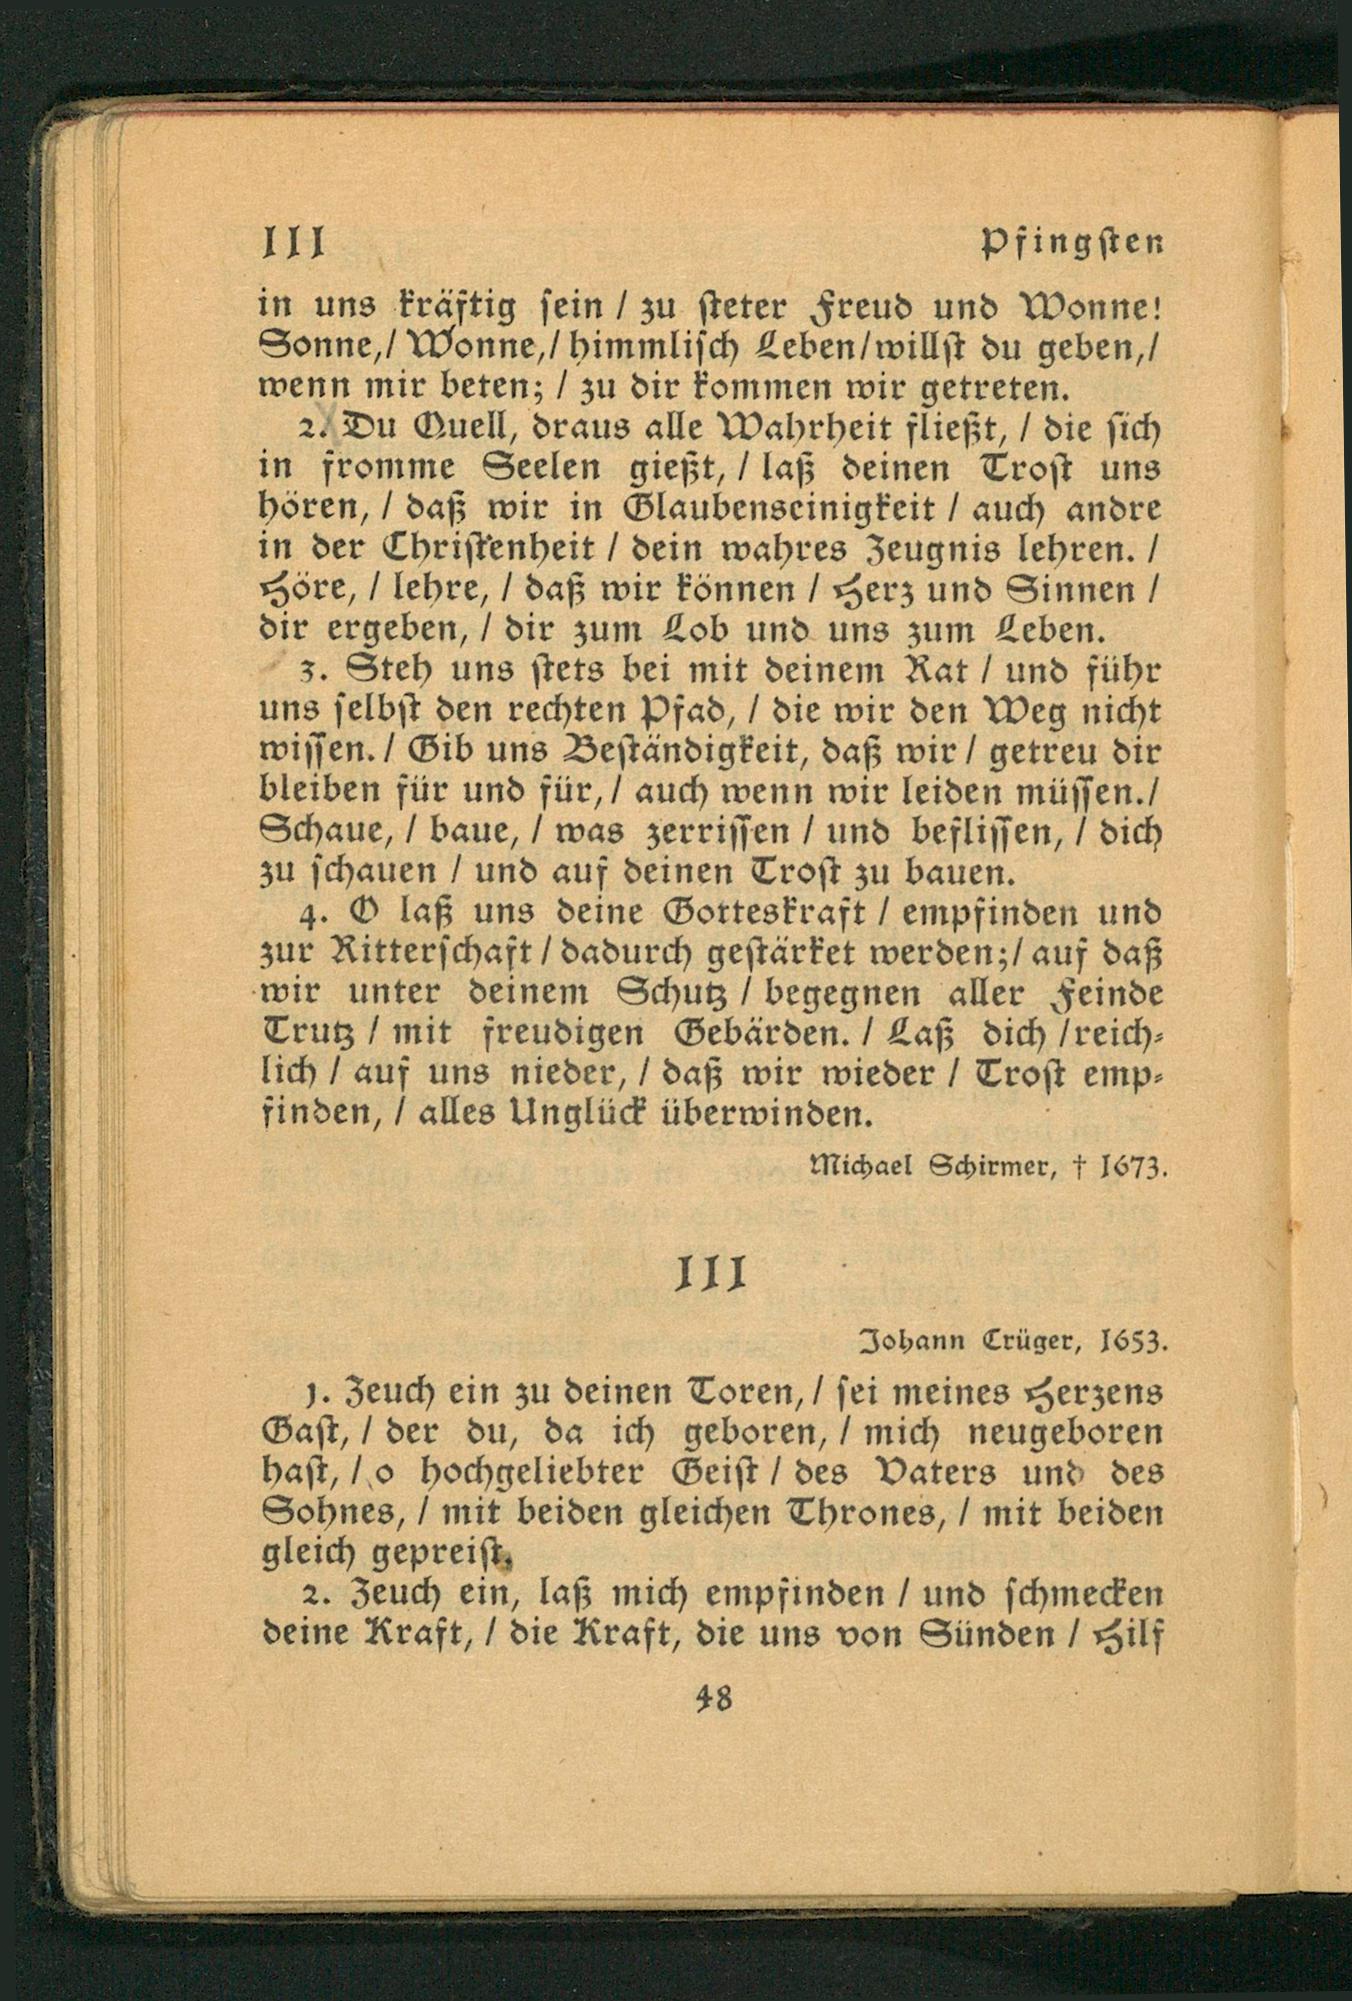 111 Pfingsten
in uns kräftig sein / zu steter Freud und Wonne!
Sonne,/ Wonne,/ himmlisch Leben/willst du geben,/
wenn mir beten; / zu dir kommen wir getreten.
2. Du Quell, draus alle Wahrheit fließt, / die sich
in fromme Seelen gießt, / laß deinen Trost uns
hören, / daß wir in Glaubenseinigkeit / auch andre
in der Christenheit / dein wahres Zeugnis lehren. /
Höre, / lehre, / daß wir können / Herz und Sinnen /
dir ergeben, / dir zum Lob und uns zum Leben.
3. Steh uns stets bei mit deinem Rat / und führ
uns selbst den rechten Pfad, / die wir den Weg nicht
wissen. / Gib uns Beständigkeit, daß wir / getreu dir
bleiben für und für, / auch wenn wir leiden müssen./
Schaue, / baue, / was zerrissen / und beflissen, / dich
zu schauen / und auf deinen Trost zu bauen.
4. O laß uns deine Gotteskraft / empfinden und
zur Ritterschaft / dadurch gestärket werden;/ auf daß
wir unter deinem Schutz / begegnen aller Feinde
Trutz / mit freudigen Gebärden. / Laß dich /reich-
lich / auf uns nieder, / daß wir wieder / Trost emp-
finden, / alles Unglück überwinden.
Michael Schirmer, † 1673.
111
Johann Crüger, 1653.
1. Zeuch ein zu deinen Toren, / sei meines Herzens
Gast, / der du, da ich geboren, / mich neugeboren
hast, / o hochgeliebter Geist / des Vaters und des
Sohnes, / mit beiden gleichen Thrones, / mit beiden
gleich gepreist.
2. Zeuch ein, laß mich empfinden / und schmecken
deine Kraft, / die Kraft, die uns von Sünden / Hilf
48